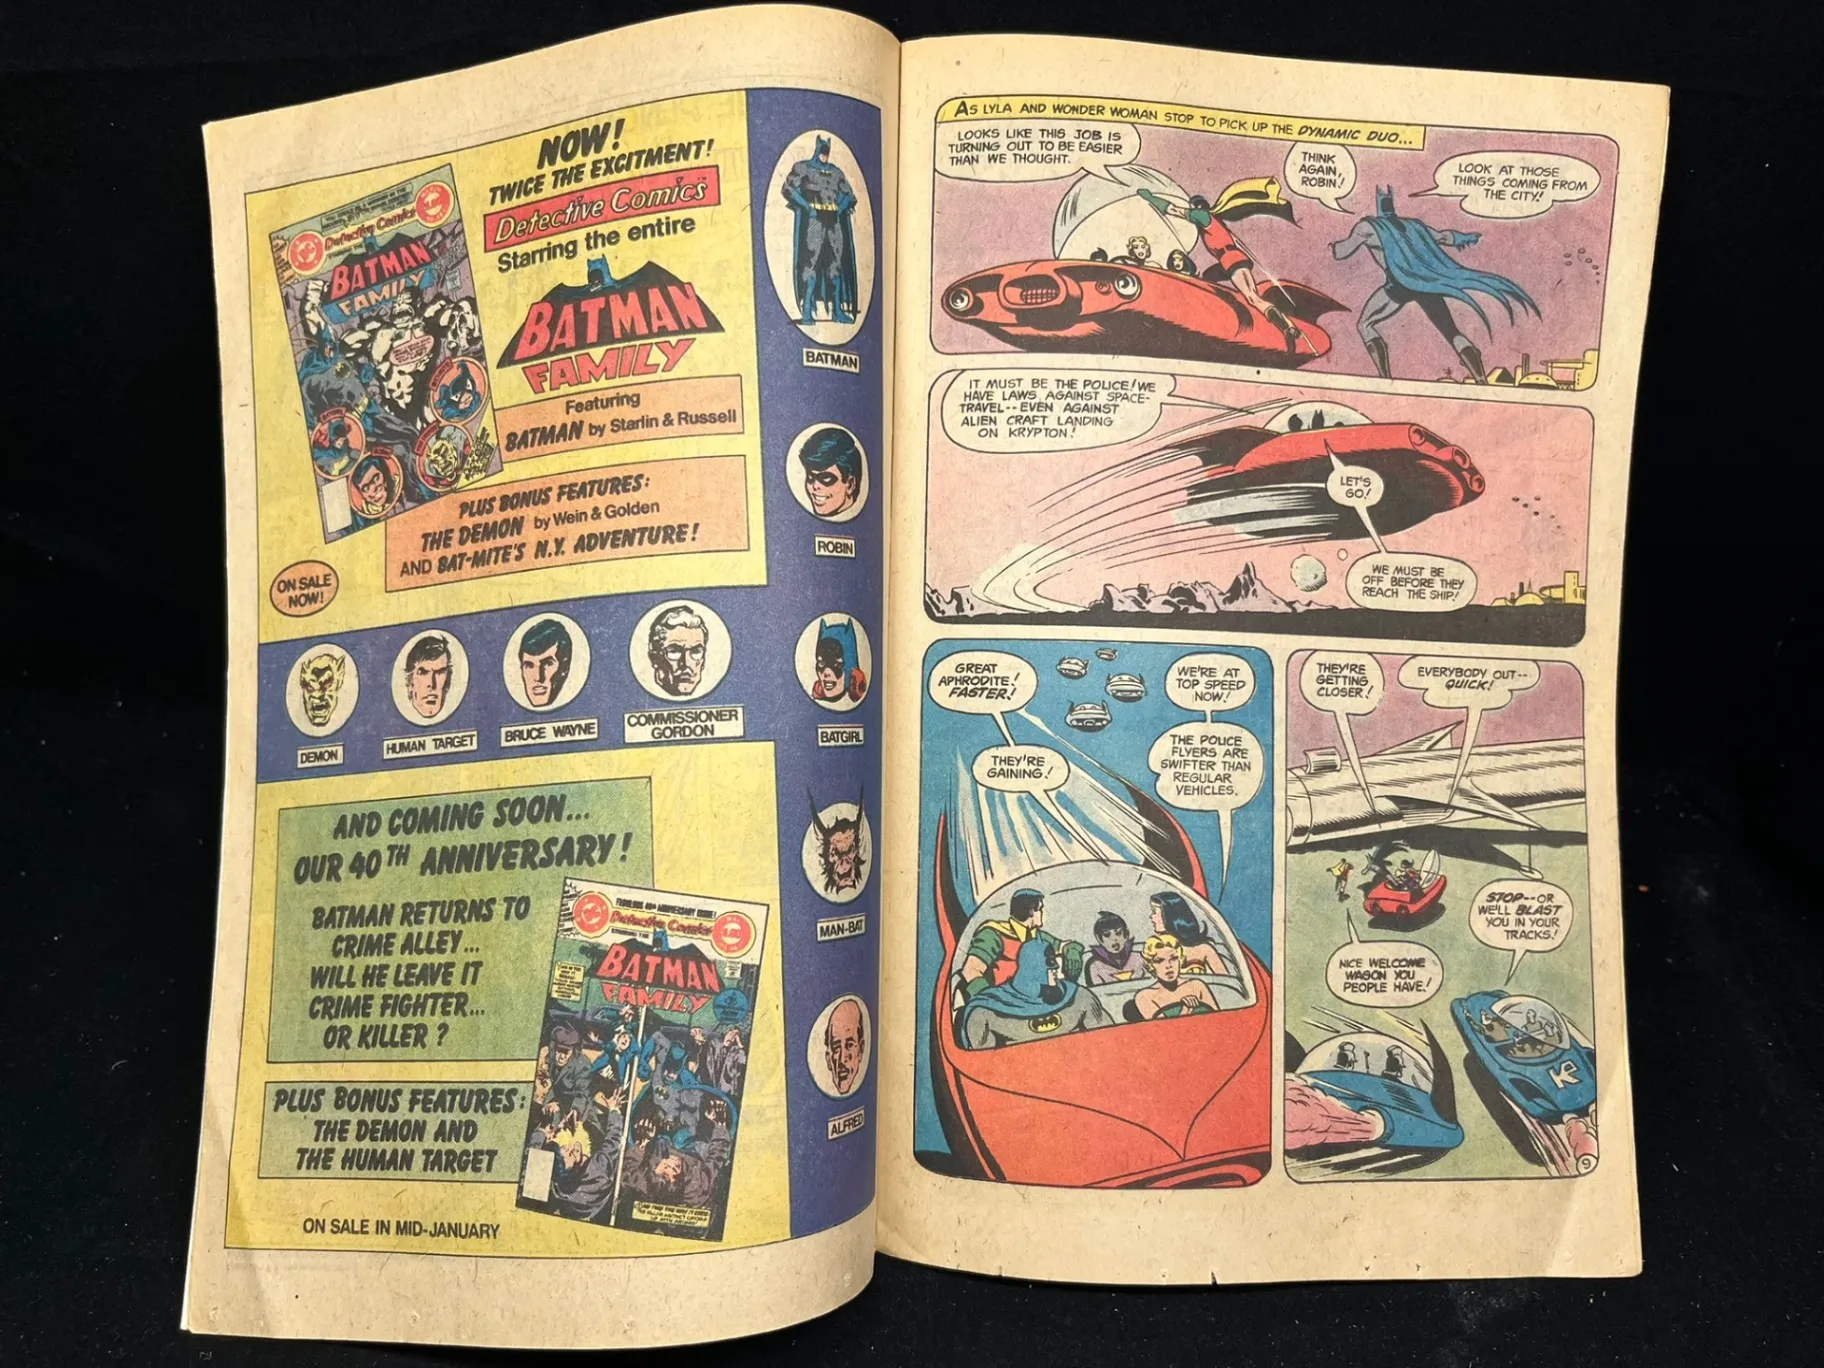 NOW!
TWICE THE EXCITMENT!
Detective Comics
Starring the entire
BATMAN
FAMILY
Featuring
BATMAN by Starlin & Russell
PLUS BONUS FEATURES:
THE DEMON by Wein & Golden
AND BAT-MITE'S N.Y. ADVENTURE!
ON SALE
NOW!
Detective Comics
BATMAN
FAMILY
BATMAN
ROBIN
BATGIRL
MAN-BAT
ALFRED
DEMON
HUMAN TARGET
BRUCE WAYNE
COMMISSIONER
GORDON
AND COMING SOON...
OUR 40TH ANNIVERSARY!
BATMAN RETURNS TO
CRIME ALLEY...
WILL HE LEAVE IT
CRIME FIGHTER...
OR KILLER?
PLUS BONUS FEATURES:
THE DEMON AND
THE HUMAN TARGET
FABULOUS 40TH ANNIVERSARY ISSUE!
Detective Comics
BATMAN
FAMILY
ON SALE IN MID-JANUARY
AS LYLA AND WONDER WOMAN STOP TO PICK UP THE DYNAMIC DUO...
LOOKS LIKE THIS JOB IS
TURNING OUT TO BE EASIER
THAN WE THOUGHT.
THINK
AGAIN,
ROBIN!
LOOK AT THOSE
THINGS COMING FROM
THE CITY!
IT MUST BE THE POLICE! WE
HAVE LAWS AGAINST SPACE-
TRAVEL--EVEN AGAINST
ALIEN CRAFT LANDING
ON KRYPTON!
LET'S
GO!
WE MUST BE
OFF BEFORE THEY
REACH THE SHIP!
GREAT
APHRODITE!
FASTER!
THEY'RE
GAINING!
WE'RE AT
TOP SPEED
NOW!
THE POLICE
FLYERS ARE
SWIFTER THAN
REGULAR
VEHICLES.
THEY'RE
GETTING
CLOSER!
EVERYBODY OUT--
QUICK!
STOP--OR
WE'LL BLAST
YOU IN YOUR
TRACKS!
NICE WELCOME
WAGON YOU
PEOPLE HAVE!
9